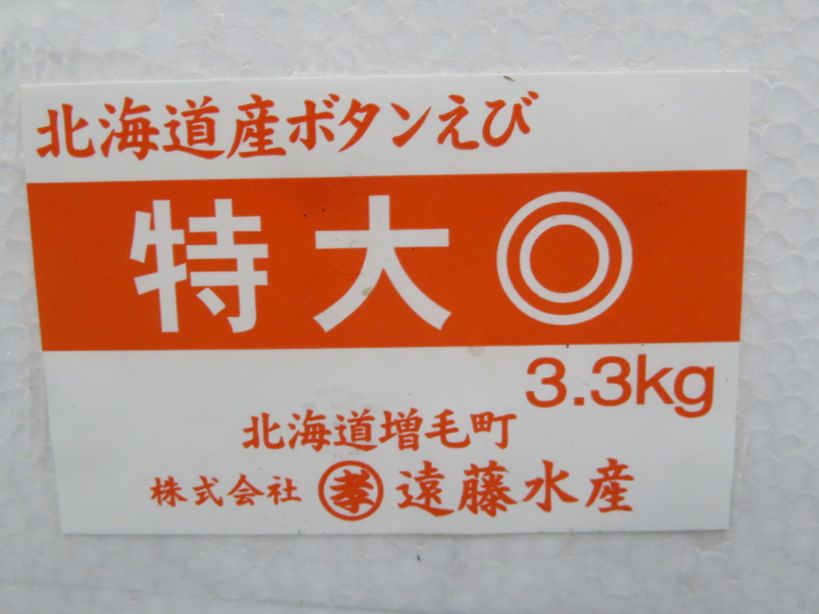 北海道産ボタンえび
特大◎
3.3kg
北海道増毛町
株式会社 孝 遠藤水産